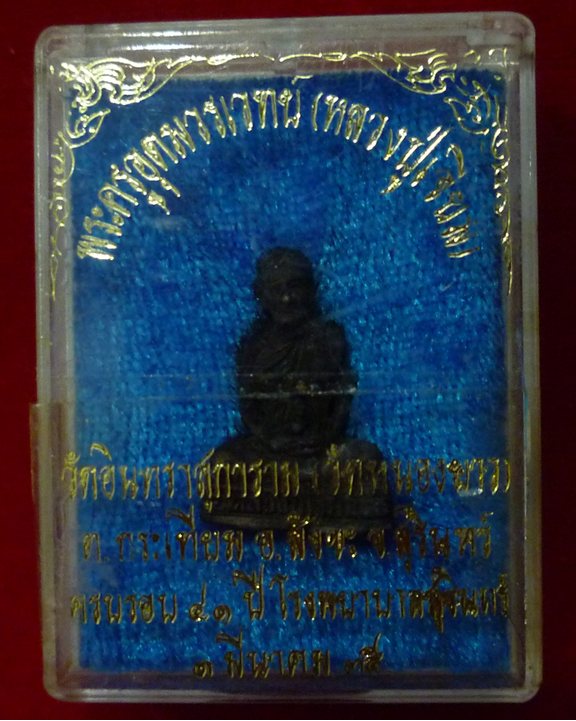 พระครูอุดมวรเวทย์ (หลวงปู่เจียม)
วัดอินทราสุการาม (วัดหนองยาว)
ต.กระเทียม อ.สังขะ จ.สุรินทร์
ครบรอบ ๔๑ ปี โรงพยาบาลสุรินทร์
๑ มีนาคม ๓๕